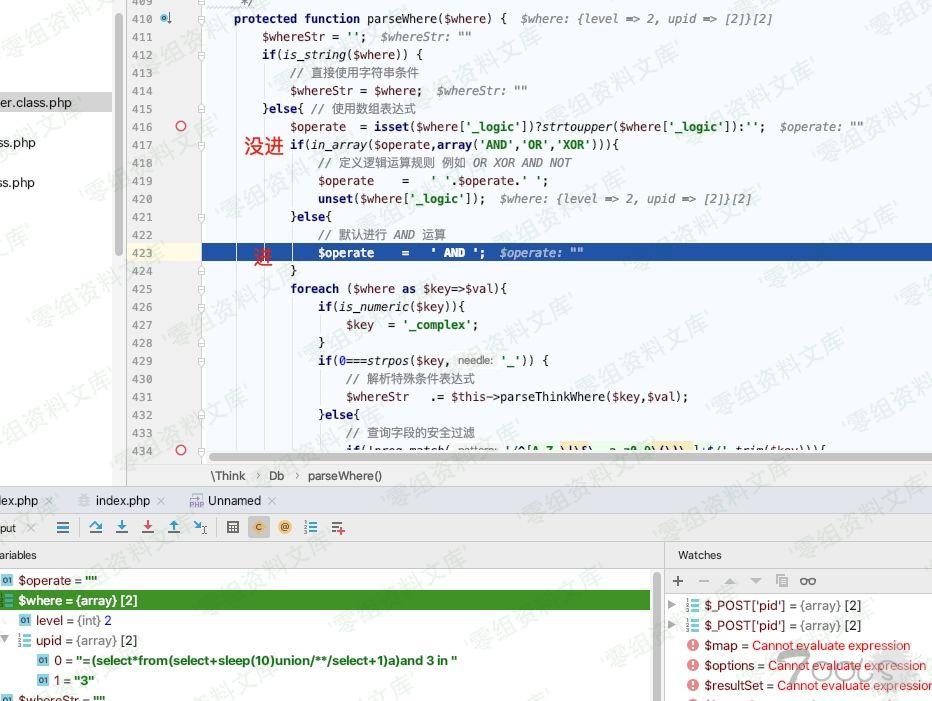 409 */
410 protected function parseWhere($where) { $where: {level => 2, upid => [2]}[2]
411 $whereStr = ''; $whereStr: ""
412 if(is_string($where)) {
413 // 直接使用字符串条件
414 $whereStr = $where; $whereStr: ""
415 }else{ // 使用数组表达式
416 $operate = isset($where['_logic'])?strtoupper($where['_logic']):''; $operate: ""
417 没进 if(in_array($operate,array('AND','OR','XOR'))){
418 // 定义逻辑运算规则 例如 OR XOR AND NOT
419 $operate = ' '.$operate.' ';
420 unset($where['_logic']); $where: {level => 2, upid => [2]}[2]
421 }else{
422 // 默认进行 AND 运算
423 进 $operate = ' AND '; $operate: ""
424 }
425 foreach ($where as $key=>$val){
426 if(is_numeric($key)){
427 $key = '_complex';
428 }
429 if(0===strpos($key, needle: '_')) {
430 // 解析特殊条件表达式
431 $whereStr .= $this->parseThinkWhere($key,$val);
432 }else{
433 // 查询字段的安全过滤
434
er.class.php
ss.php
ss.php
\Think › Db › parseWhere()
dex.php × index.php × Unnamed ×
put ×
ariables
$operate = ""
$where = {array} [2]
level = {int} 2
upid = {array} [2]
0 = "=(select*from(select+sleep(10)union/**/select+1)a)and 3 in "
1 = "3"
$whereStr = ""
Watches
$_POST['pid'] = {array} [2]
$_POST['pid'] = {array} [2]
$map = Cannot evaluate expression
$options = Cannot evaluate expression
$resultSet = Cannot evaluate expression
零组资料文库